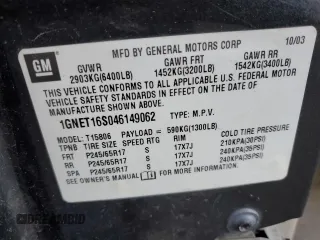 GM
MFD BY GENERAL MOTORS CORP 10/03
GVWR GAWR FRT GAWR RR
2903KG(6400LB) 1452KG(3200LB) 1542KG(3400LB)
THIS VEHICLE CONFORMS TO ALL APPLICABLE U.S. FEDERAL
MOTOR VEHICLE SAFETY STANDARDS IN EFFECT ON THE DATE OF
MANUFACTURE SHOWN ABOVE.
1GNET16S046149062 TYPE: M.P.V.
MODEL: T15806 PAYLOAD = 590KG(1300LB)
TIRE SIZE SPEED RTG RIM COLD TIRE PRESSURE
FRT P245/65R17 S 17X7J 210KPA(30PSI)
RR P245/65R17 S 17X7J 240KPA(35PSI)
SPA P245/65R17 S 17X7J 240KPA(35PSI)
SEE OWNER'S MANUAL FOR MORE INFORMATION.